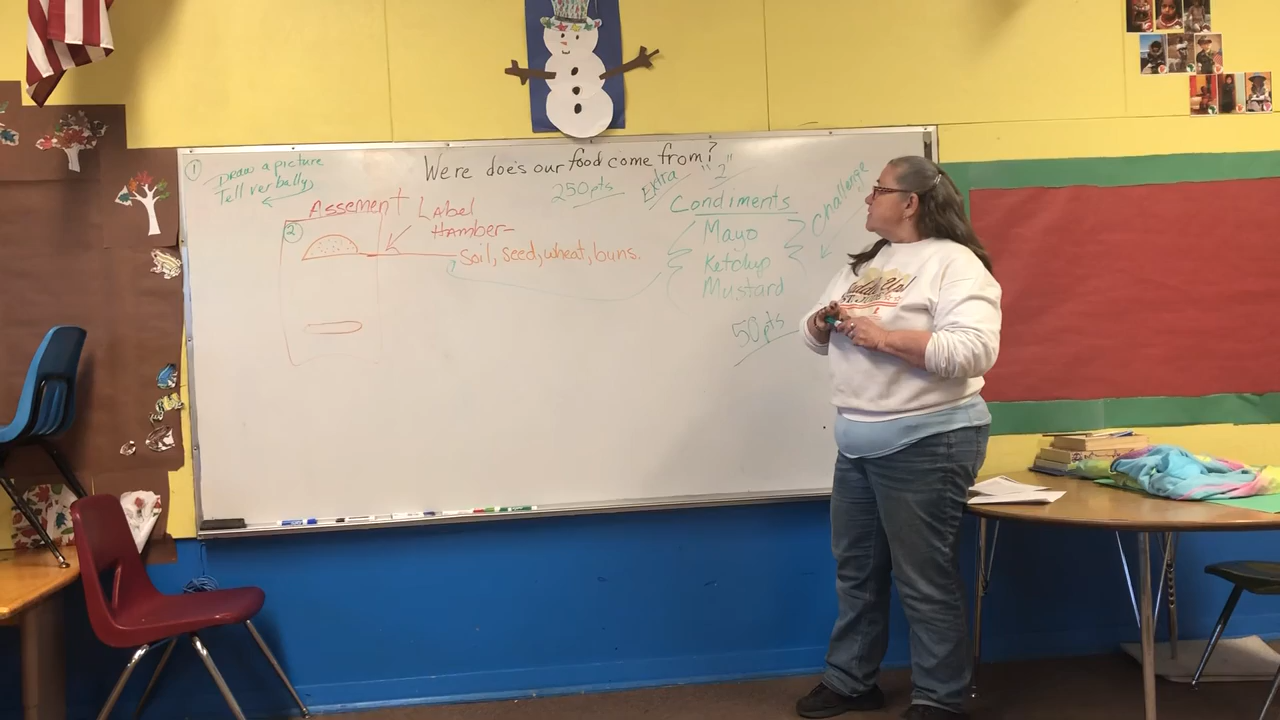 Were does our food come from?
① Draw a picture
Tell verbally
250pts
Extra
"2"
Challenge
Assement Label
Hamber-
②
Soil, seed, wheat, buns.
Condiments
Mayo
Ketchup
Mustard
50pts